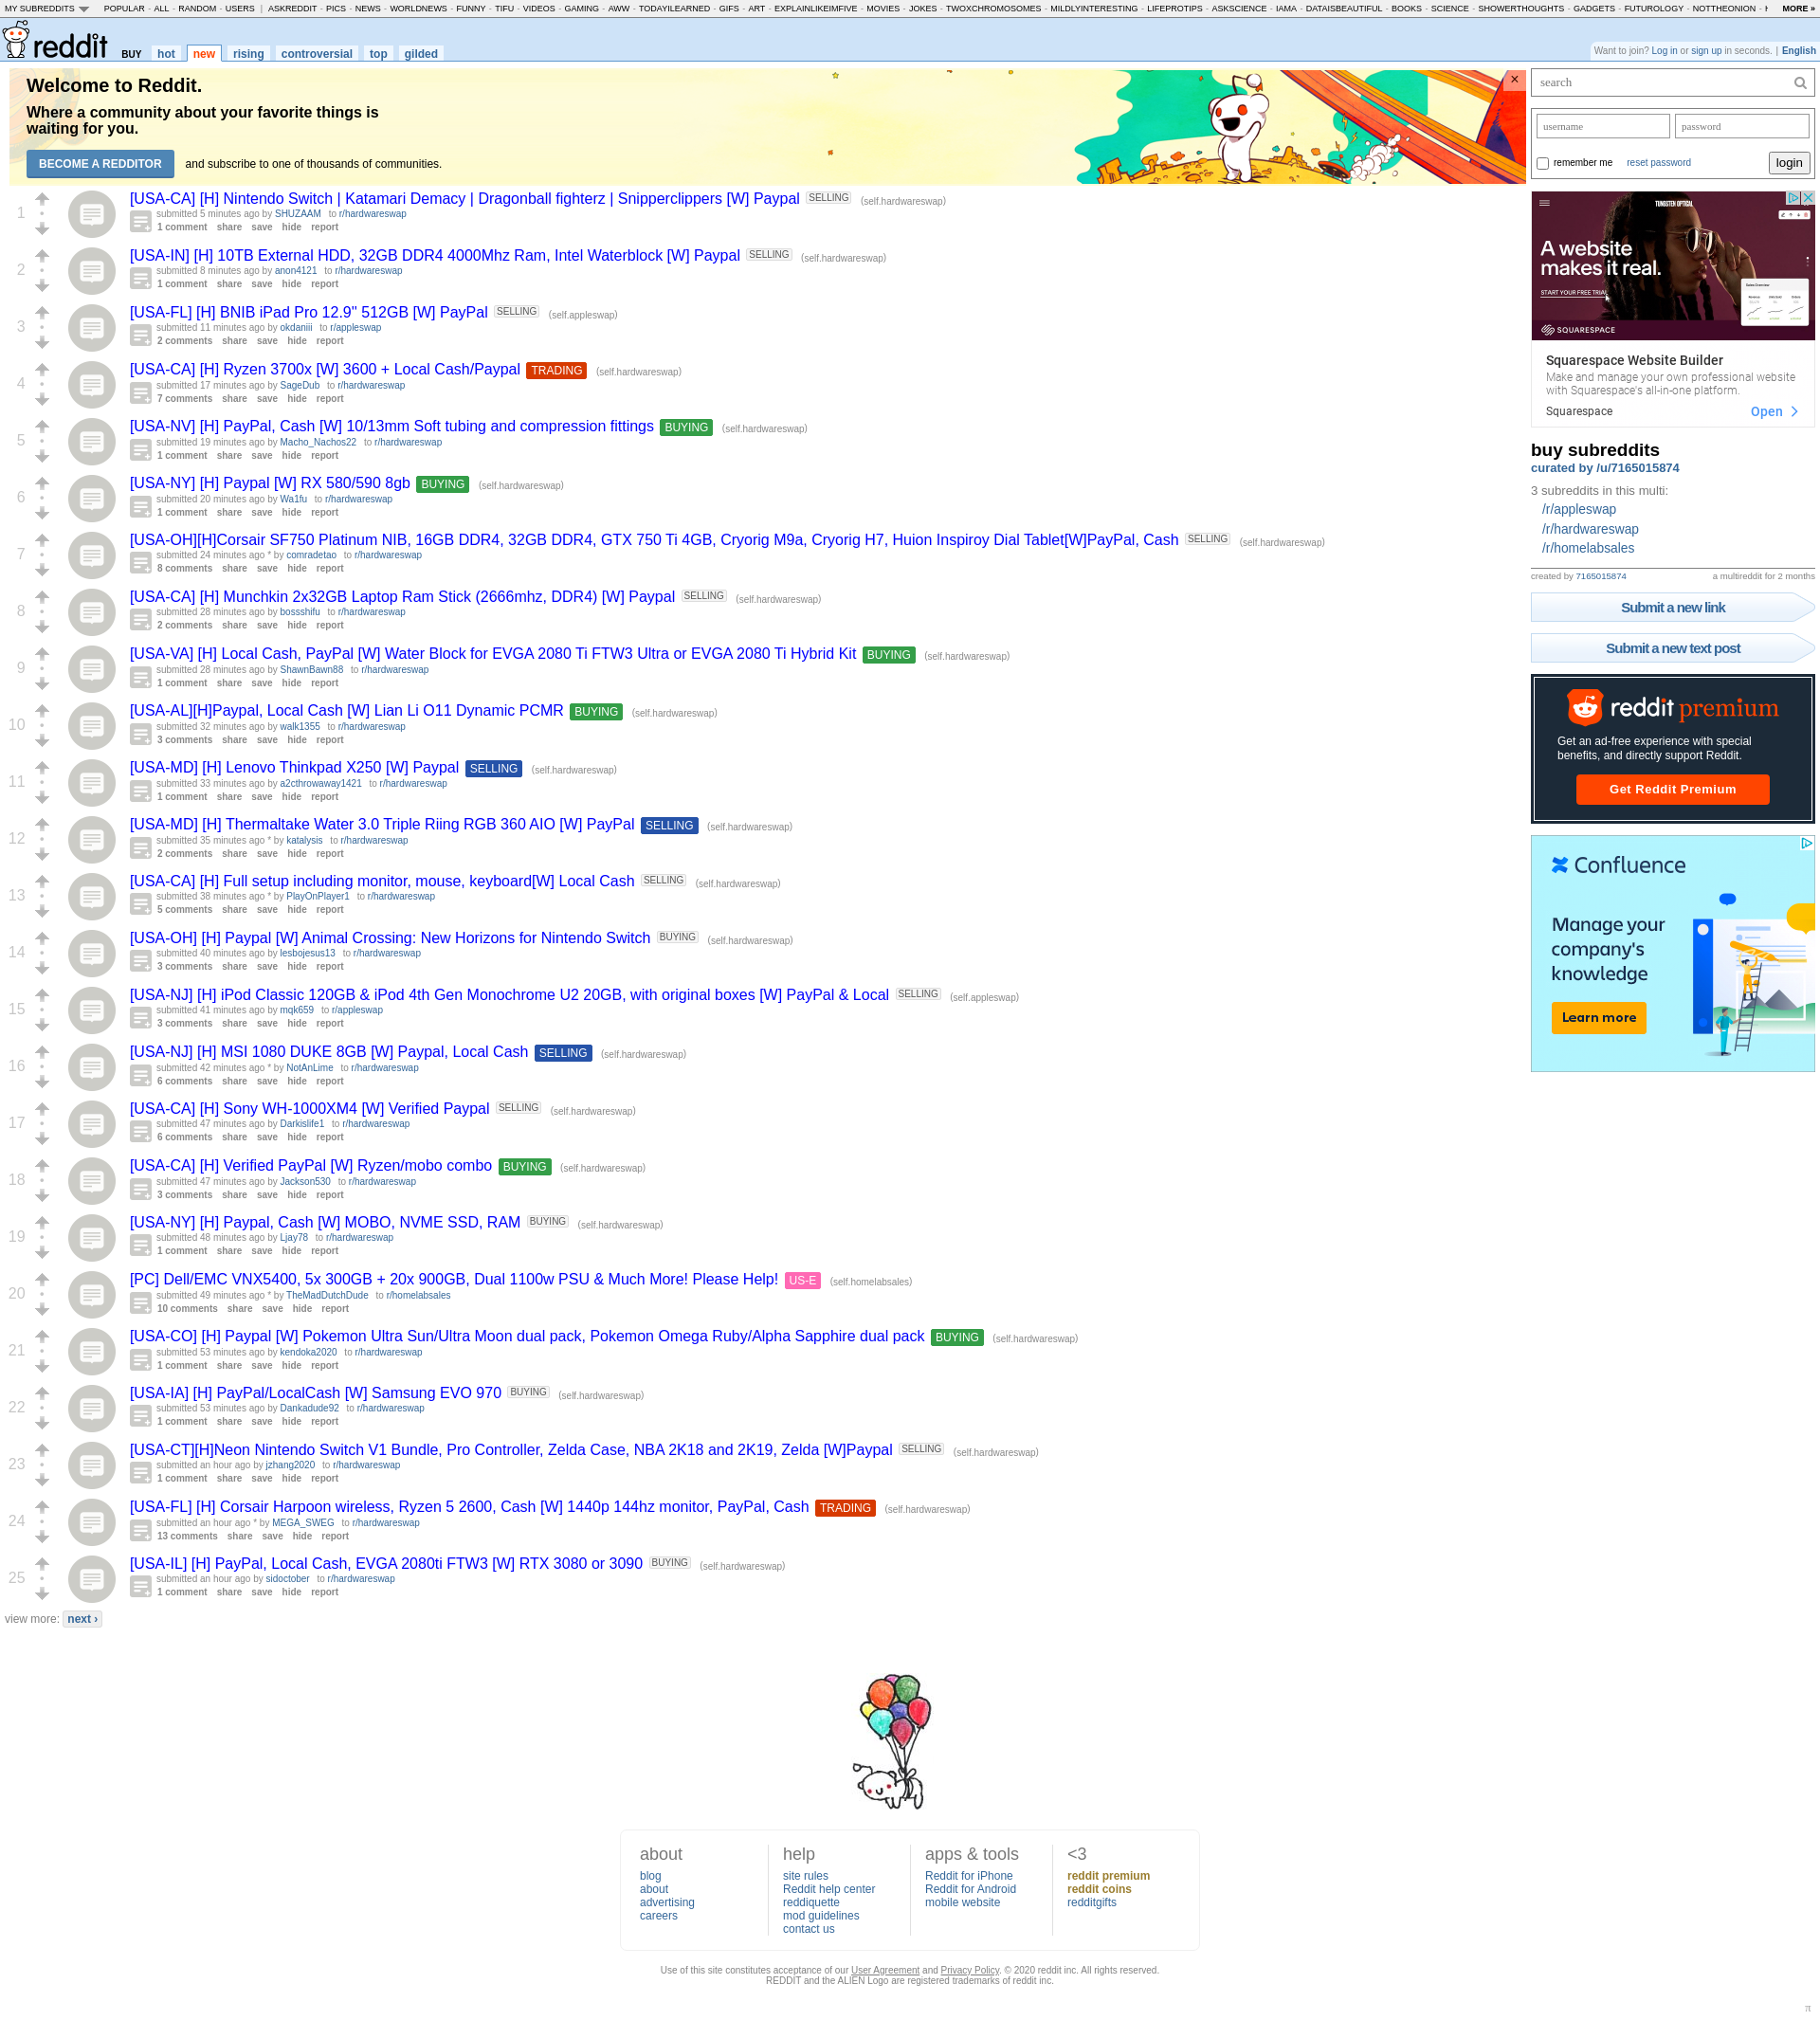 MY SUBREDDITS POPULAR - ALL - RANDOM - USERS | ASKREDDIT - PICS - NEWS - WORLDNEWS - FUNNY - TIFU - VIDEOS - GAMING - AWW - TODAYILEARNED - GIFS - ART - EXPLAINLIKEIMFIVE - MOVIES - JOKES - TWOXCHROMOSOMES - MILDLYINTERESTING - LIFEPROTIPS - ASKSCIENCE - IAMA - DATAISBEAUTIFUL - BOOKS - SCIENCE - SHOWERTHOUGHTS - GADGETS - FUTUROLOGY - NOTTHEONION - MORE »
reddit BUY hot new rising controversial top gilded
Want to join? Log in or sign up in seconds. | English
Welcome to Reddit.
Where a community about your favorite things is
waiting for you.
BECOME A REDDITOR and subscribe to one of thousands of communities.
1
[USA-CA] [H] Nintendo Switch | Katamari Demacy | Dragonball fighterz | Snipperclippers [W] Paypal SELLING (self.hardwareswap)
submitted 5 minutes ago by SHUZAAM to r/hardwareswap
1 comment share save hide report
2
[USA-IN] [H] 10TB External HDD, 32GB DDR4 4000Mhz Ram, Intel Waterblock [W] Paypal SELLING (self.hardwareswap)
submitted 8 minutes ago by anon4121 to r/hardwareswap
1 comment share save hide report
3
[USA-FL] [H] BNIB iPad Pro 12.9" 512GB [W] PayPal SELLING (self.appleswap)
submitted 11 minutes ago by okdaniii to r/appleswap
2 comments share save hide report
4
[USA-CA] [H] Ryzen 3700x [W] 3600 + Local Cash/Paypal TRADING (self.hardwareswap)
submitted 17 minutes ago by SageDub to r/hardwareswap
7 comments share save hide report
5
[USA-NV] [H] PayPal, Cash [W] 10/13mm Soft tubing and compression fittings BUYING (self.hardwareswap)
submitted 19 minutes ago by Macho_Nachos22 to r/hardwareswap
1 comment share save hide report
6
[USA-NY] [H] Paypal [W] RX 580/590 8gb BUYING (self.hardwareswap)
submitted 20 minutes ago by Wa1fu to r/hardwareswap
1 comment share save hide report
7
[USA-OH][H]Corsair SF750 Platinum NIB, 16GB DDR4, 32GB DDR4, GTX 750 Ti 4GB, Cryorig M9a, Cryorig H7, Huion Inspiroy Dial Tablet[W]PayPal, Cash SELLING (self.hardwareswap)
submitted 24 minutes ago * by comradetao to r/hardwareswap
8 comments share save hide report
8
[USA-CA] [H] Munchkin 2x32GB Laptop Ram Stick (2666mhz, DDR4) [W] Paypal SELLING (self.hardwareswap)
submitted 28 minutes ago by bossshifu to r/hardwareswap
2 comments share save hide report
9
[USA-VA] [H] Local Cash, PayPal [W] Water Block for EVGA 2080 Ti FTW3 Ultra or EVGA 2080 Ti Hybrid Kit BUYING (self.hardwareswap)
submitted 28 minutes ago by ShawnBawn88 to r/hardwareswap
1 comment share save hide report
10
[USA-AL][H]Paypal, Local Cash [W] Lian Li O11 Dynamic PCMR BUYING (self.hardwareswap)
submitted 32 minutes ago by walk1355 to r/hardwareswap
3 comments share save hide report
11
[USA-MD] [H] Lenovo Thinkpad X250 [W] Paypal SELLING (self.hardwareswap)
submitted 33 minutes ago by a2cthrowaway1421 to r/hardwareswap
1 comment share save hide report
12
[USA-MD] [H] Thermaltake Water 3.0 Triple Riing RGB 360 AIO [W] PayPal SELLING (self.hardwareswap)
submitted 35 minutes ago * by katalysis to r/hardwareswap
2 comments share save hide report
13
[USA-CA] [H] Full setup including monitor, mouse, keyboard[W] Local Cash SELLING (self.hardwareswap)
submitted 38 minutes ago * by PlayOnPlayer1 to r/hardwareswap
5 comments share save hide report
14
[USA-OH] [H] Paypal [W] Animal Crossing: New Horizons for Nintendo Switch BUYING (self.hardwareswap)
submitted 40 minutes ago by lesbojesus13 to r/hardwareswap
3 comments share save hide report
15
[USA-NJ] [H] iPod Classic 120GB & iPod 4th Gen Monochrome U2 20GB, with original boxes [W] PayPal & Local SELLING (self.appleswap)
submitted 41 minutes ago by mqk659 to r/appleswap
3 comments share save hide report
16
[USA-NJ] [H] MSI 1080 DUKE 8GB [W] Paypal, Local Cash SELLING (self.hardwareswap)
submitted 42 minutes ago * by NotAnLime to r/hardwareswap
6 comments share save hide report
17
[USA-CA] [H] Sony WH-1000XM4 [W] Verified Paypal SELLING (self.hardwareswap)
submitted 47 minutes ago by Darkislife1 to r/hardwareswap
6 comments share save hide report
18
[USA-CA] [H] Verified PayPal [W] Ryzen/mobo combo BUYING (self.hardwareswap)
submitted 47 minutes ago by Jackson530 to r/hardwareswap
3 comments share save hide report
19
[USA-NY] [H] Paypal, Cash [W] MOBO, NVME SSD, RAM BUYING (self.hardwareswap)
submitted 48 minutes ago by Ljay78 to r/hardwareswap
1 comment share save hide report
20
[PC] Dell/EMC VNX5400, 5x 300GB + 20x 900GB, Dual 1100w PSU & Much More! Please Help! US-E (self.homelabsales)
submitted 49 minutes ago * by TheMadDutchDude to r/homelabsales
10 comments share save hide report
21
[USA-CO] [H] Paypal [W] Pokemon Ultra Sun/Ultra Moon dual pack, Pokemon Omega Ruby/Alpha Sapphire dual pack BUYING (self.hardwareswap)
submitted 53 minutes ago by kendoka2020 to r/hardwareswap
1 comment share save hide report
22
[USA-IA] [H] PayPal/LocalCash [W] Samsung EVO 970 BUYING (self.hardwareswap)
submitted 53 minutes ago by Dankadude92 to r/hardwareswap
1 comment share save hide report
23
[USA-CT][H]Neon Nintendo Switch V1 Bundle, Pro Controller, Zelda Case, NBA 2K18 and 2K19, Zelda [W]Paypal SELLING (self.hardwareswap)
submitted an hour ago by jzhang2020 to r/hardwareswap
1 comment share save hide report
24
[USA-FL] [H] Corsair Harpoon wireless, Ryzen 5 2600, Cash [W] 1440p 144hz monitor, PayPal, Cash TRADING (self.hardwareswap)
submitted an hour ago * by MEGA_SWEG to r/hardwareswap
13 comments share save hide report
25
[USA-IL] [H] PayPal, Local Cash, EVGA 2080ti FTW3 [W] RTX 3080 or 3090 BUYING (self.hardwareswap)
submitted an hour ago by sidoctober to r/hardwareswap
1 comment share save hide report
view more: next ›
search
username password
remember me reset password login
TUNGSTEN OPTICAL
A website
makes it real.
START YOUR FREE TRIAL
SQUARESPACE
Squarespace Website Builder
Make and manage your own professional website
with Squarespace's all-in-one platform.
Squarespace Open
buy subreddits
curated by /u/7165015874
3 subreddits in this multi:
/r/appleswap
/r/hardwareswap
/r/homelabsales
created by 7165015874 a multireddit for 2 months
Submit a new link
Submit a new text post
reddit premium
Get an ad-free experience with special
benefits, and directly support Reddit.
Get Reddit Premium
Confluence
Manage your
company's
knowledge
Learn more
about
blog
about
advertising
careers
help
site rules
Reddit help center
reddiquette
mod guidelines
contact us
apps & tools
Reddit for iPhone
Reddit for Android
mobile website
<3
reddit premium
reddit coins
redditgifts
Use of this site constitutes acceptance of our User Agreement and Privacy Policy. © 2020 reddit inc. All rights reserved.
REDDIT and the ALIEN Logo are registered trademarks of reddit inc.
π